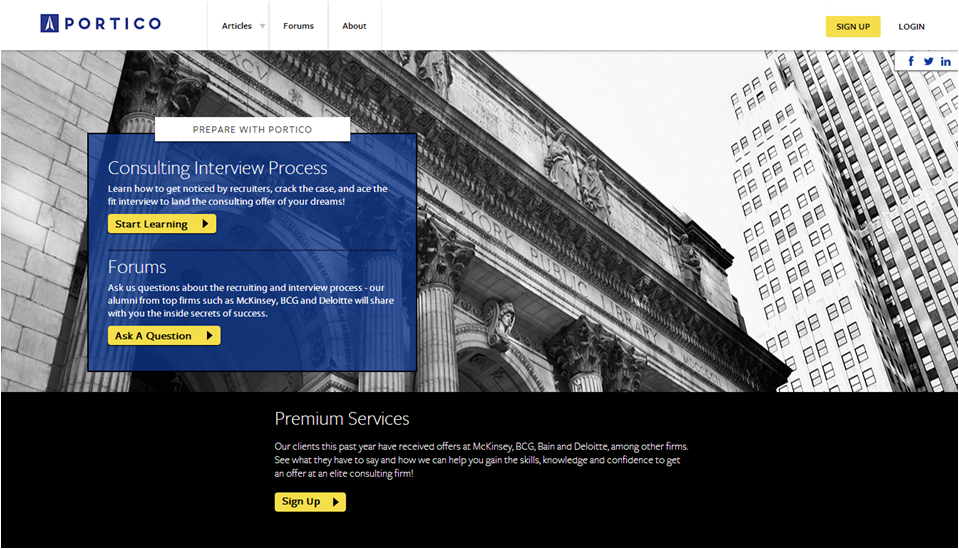 PORTICO
Articles
Forums
About
SIGN UP
LOGIN
PREPARE WITH PORTICO
Consulting Interview Process
Learn how to get noticed by recruiters, crack the case, and ace the
fit interview to land the consulting offer of your dreams!
Start Learning
Forums
Ask us questions about the recruiting and interview process - our
alumni from top firms such as McKinsey, BCG and Deloitte will share
with you the inside secrets of success.
Ask A Question
XCV
NEW YORK PUBLIC LIBRARY
Premium Services
Our clients this past year have received offers at McKinsey, BCG, Bain and Deloitte, among other firms.
See what they have to say and how we can help you gain the skills, knowledge and confidence to get
an offer at an elite consulting firm!
Sign Up